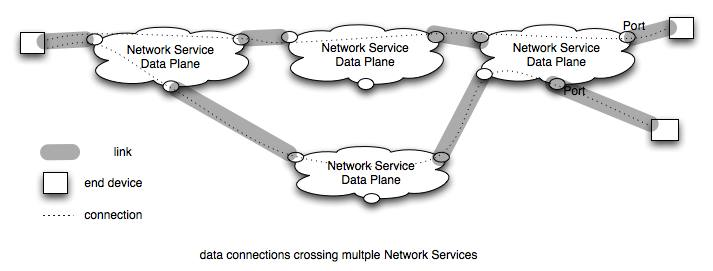 Port
Network Service
Data Plane
Network Service
Data Plane
Network Service
Data Plane
Port
Network Service
Data Plane
link
end device
connection
data connections crossing multple Network Services